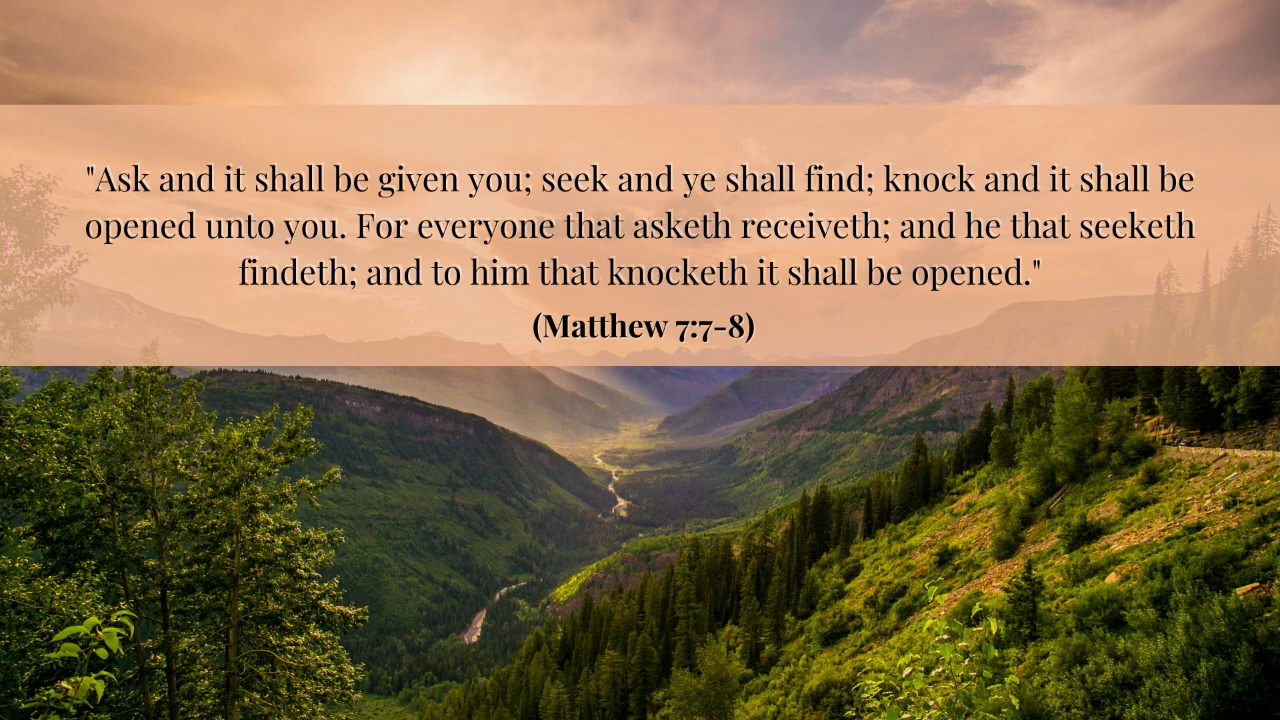 "Ask and it shall be given you; seek and ye shall find; knock and it shall be
opened unto you. For everyone that asketh receiveth; and he that seeketh
findeth; and to him that knocketh it shall be opened."
(Matthew 7:7-8)